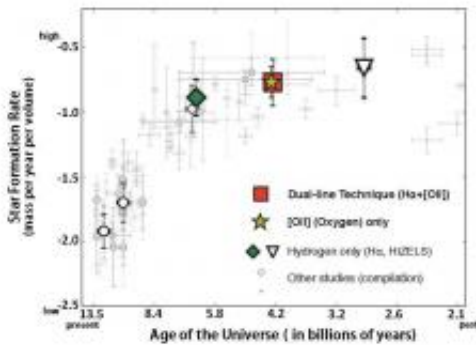 high
-0.5
-1.0
-1.5
-2.0
low
-2.5
Star Formation Rate
(mass per year per volume)
Dual-line Technique (Hα+[OII])
[OII] (Oxygen) only
Hydrogen only (Hα, HiZELS)
Other studies (compilation)
13.5 8.4 5.8 4.2 3.2 2.6 2.1
present past
Age of the Universe ( in billions of years)